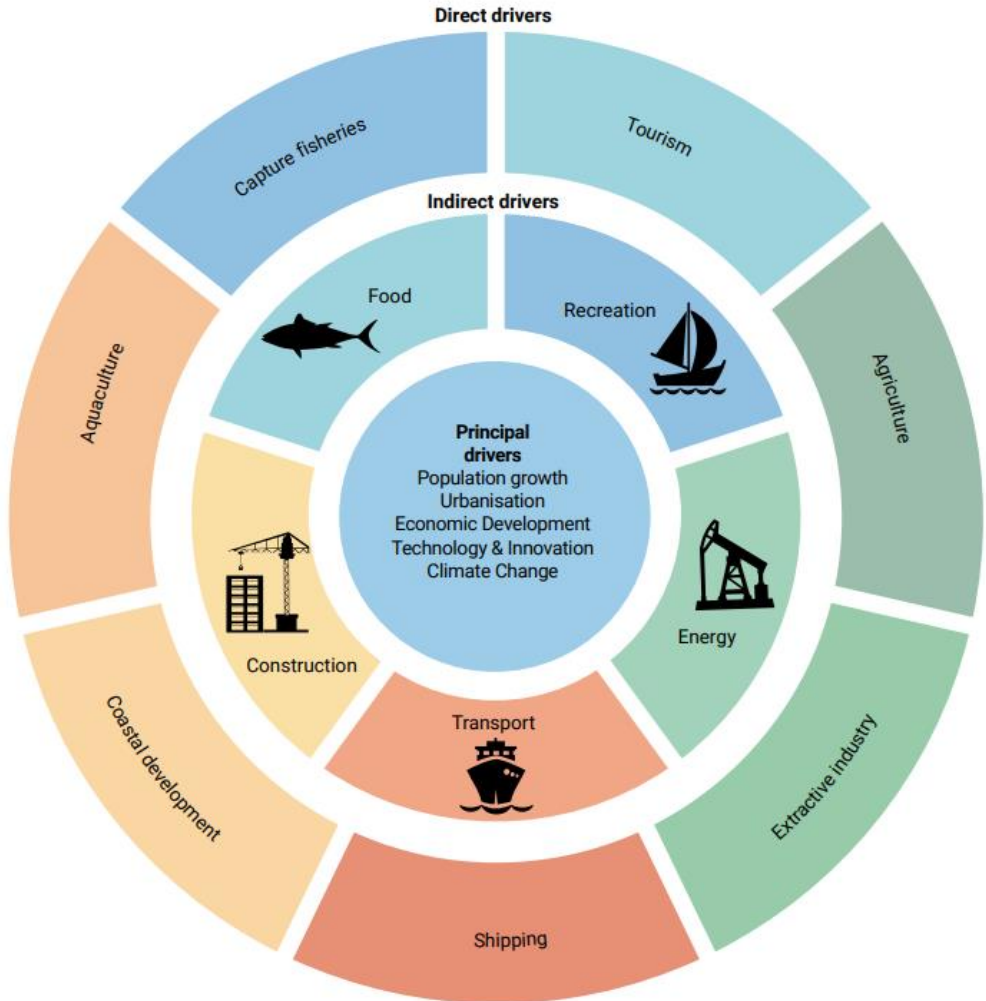 Direct drivers
Capture fisheries
Tourism
Indirect drivers
Food
Recreation
Aquaculture
Agriculture
Principal
drivers
Population growth
Urbanisation
Economic Development
Technology & Innovation
Climate Change
Energy
Construction
Transport
Coastal development
Extractive industry
Shipping